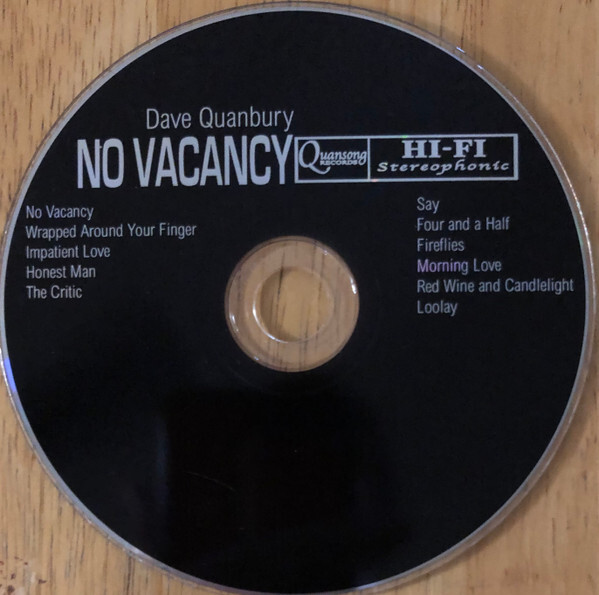 Dave Quanbury
NO VACANCY
Quansong
RECORDS
HI-FI
Stereophonic
No Vacancy
Wrapped Around Your Finger
Impatient Love
Honest Man
The Critic
Say
Four and a Half
Fireflies
Morning Love
Red Wine and Candlelight
Loolay